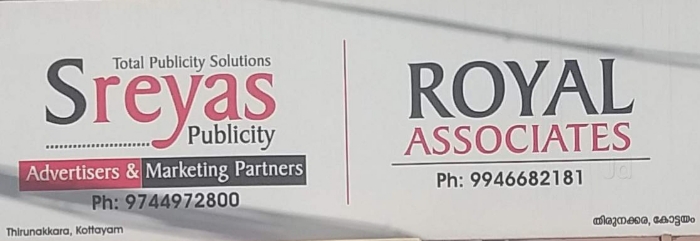 Total Publicity Solutions
Sreyas
Publicity
Advertisers & Marketing Partners
Ph: 9744972800
Thirunakkara, Kottayam
ROYAL
ASSOCIATES
Ph: 9946682181
Jd
തിരുനക്കര, കോട്ടയം